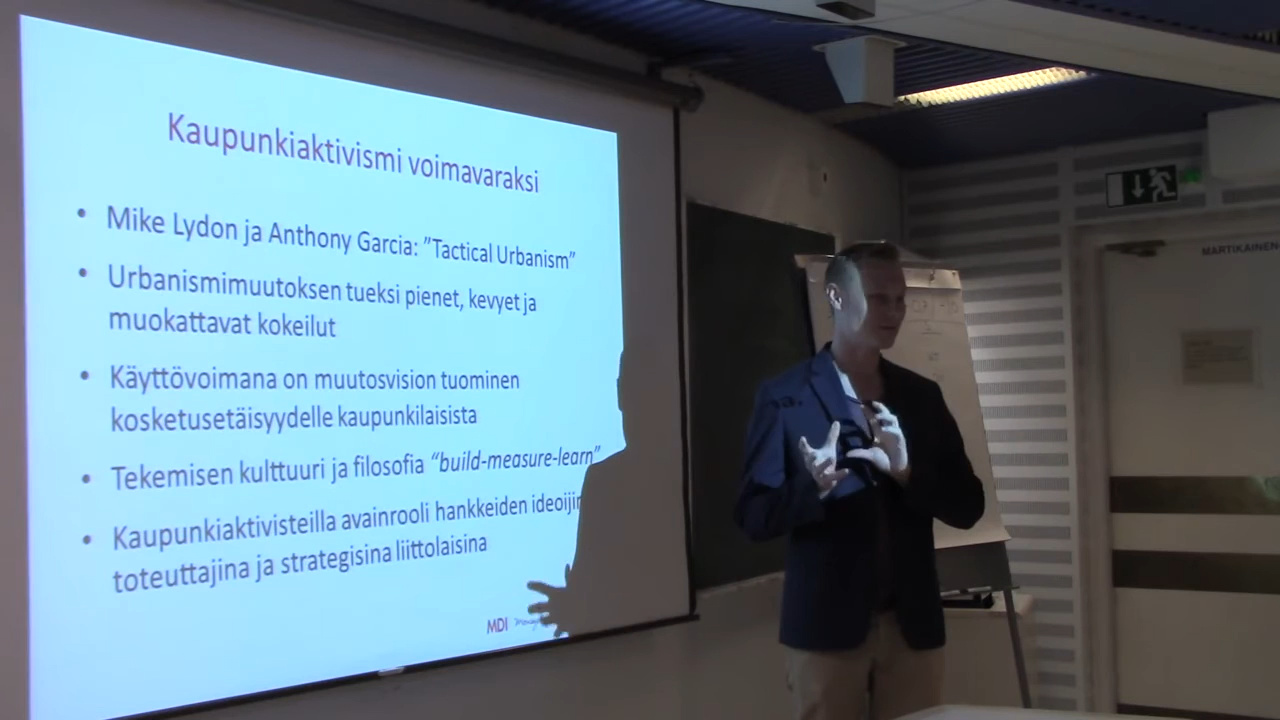 Kaupunkiaktivismi voimavaraksi
• Mike Lydon ja Anthony Garcia: ”Tactical Urbanism”
• Urbanismimuutoksen tueksi pienet, kevyet ja
muokattavat kokeilut
• Käyttövoimana on muutosvision tuominen
kosketusetäisyydelle kaupunkilaisista
• Tekemisen kulttuuri ja filosofia “build-measure-learn”
• Kaupunkiaktivisteilla avainrooli hankkeiden
toteuttajina ja strategisina liittolaisina
MDI
MARTIKAINEN